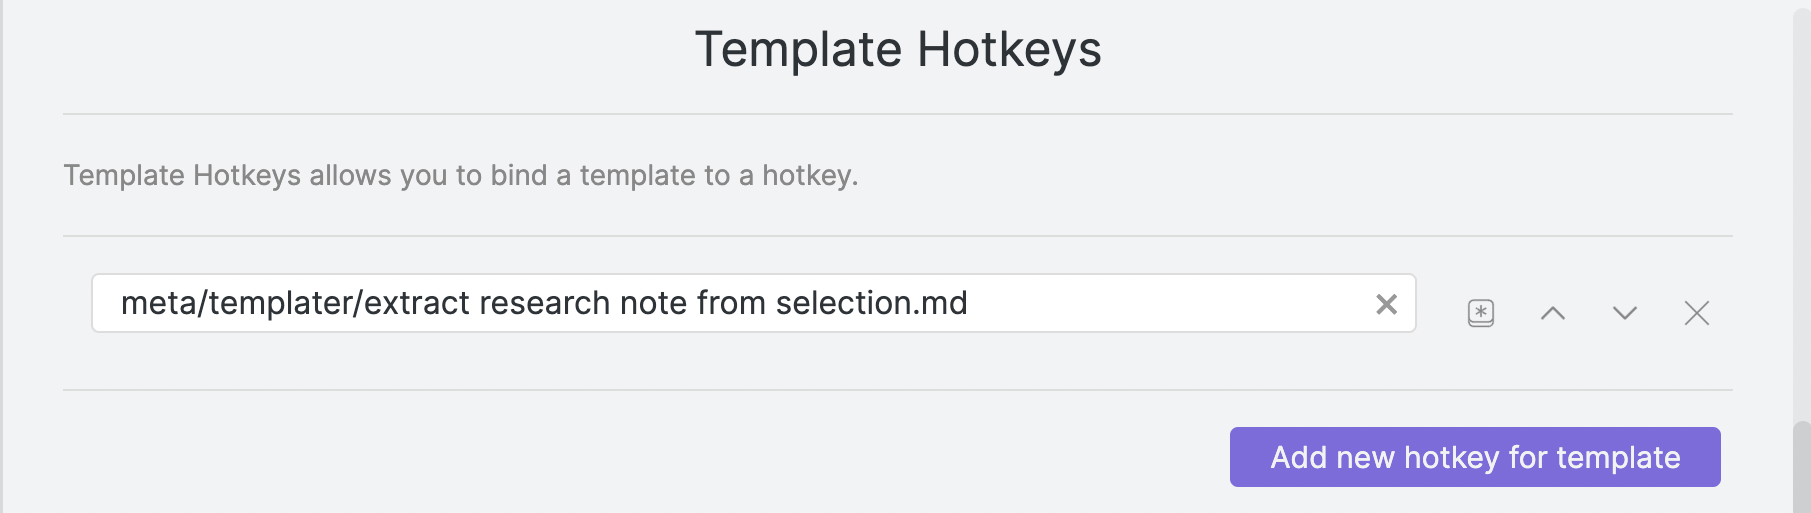 Template Hotkeys
Template Hotkeys allows you to bind a template to a hotkey.
meta/templater/extract research note from selection.md
Add new hotkey for template